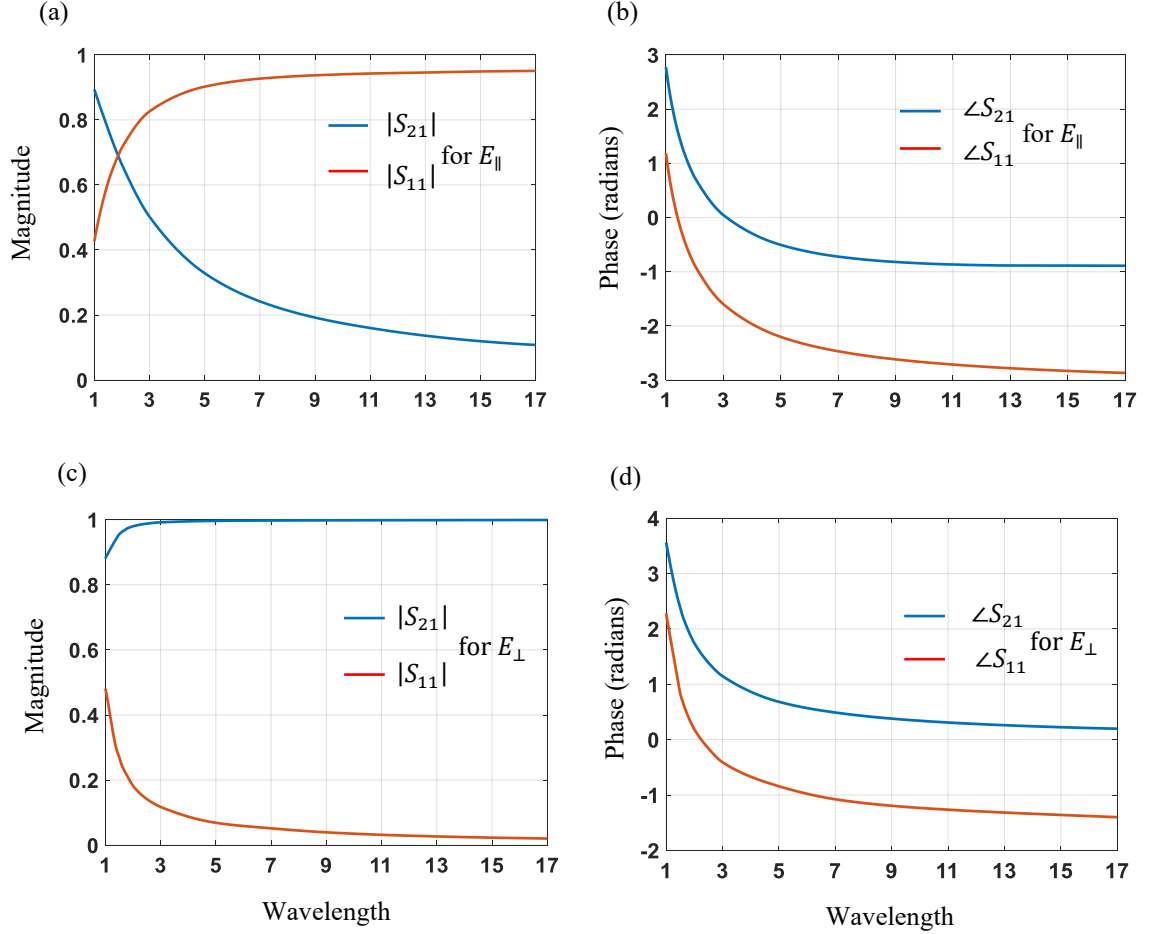 (a)
1
0.8
0.6
0.4
0.2
0
1 3 5 7 9 11 13 15 17
Magnitude
|S₂₁|
for E∥
|S₁₁|
(b)
3
2
1
0
-1
-2
-3
1 3 5 7 9 11 13 15 17
Phase (radians)
∠S₂₁
for E∥
∠S₁₁
(c)
1
0.8
0.6
0.4
0.2
0
1 3 5 7 9 11 13 15 17
Magnitude
|S₂₁|
for E⊥
|S₁₁|
Wavelength
(d)
4
3
2
1
0
-1
-2
1 3 5 7 9 11 13 15 17
Phase (radians)
∠S₂₁
for E⊥
∠S₁₁
Wavelength